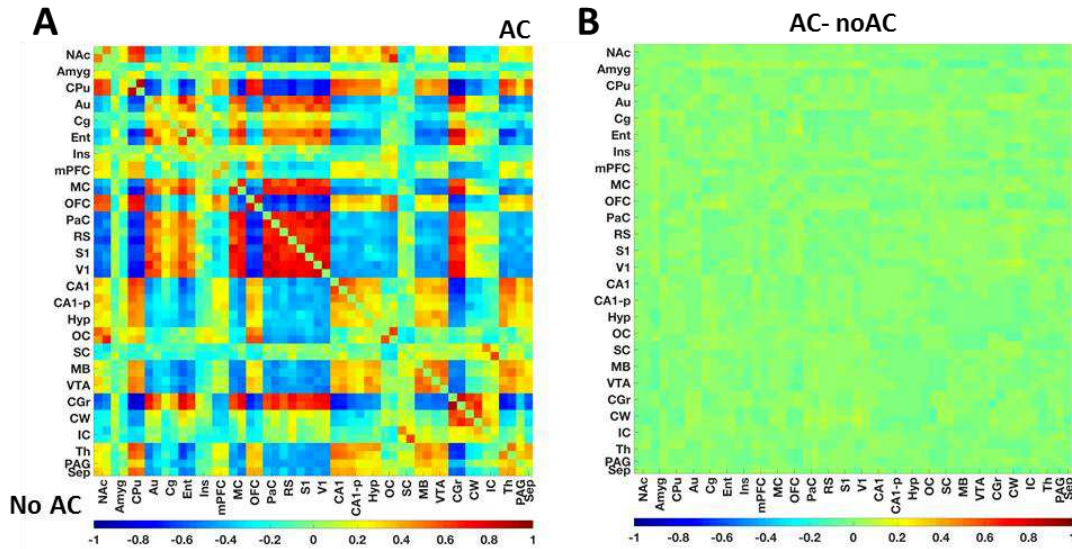 A
AC
NAc
Amyg
CPu
Au
Cg
Ent
Ins
mPFC
MC
OFC
PaC
RS
S1
V1
CA1
CA1-p
Hyp
OC
SC
MB
VTA
CGr
CW
IC
Th
PAG
Sep
NAc Amyg CPu Au Cg Ent Ins mPFC MC OFC PaC RS S1 V1 CA1 CA1-p Hyp OC SC MB VTA CGr CW IC Th PAG Sep
No AC
-1 -0.8 -0.6 -0.4 -0.2 0 0.2 0.4 0.6 0.8 1
B
AC- noAC
NAc
Amyg
CPu
Au
Cg
Ent
Ins
mPFC
MC
OFC
PaC
RS
S1
V1
CA1
CA1-p
Hyp
OC
SC
MB
VTA
CGr
CW
IC
Th
PAG
Sep
NAc Amyg CPu Au Cg Ent Ins mPFC MC OFC PaC RS S1 V1 CA1 CA1-p Hyp OC SC MB VTA CGr CW IC Th PAG Sep
-1 -0.8 -0.6 -0.4 -0.2 0 0.2 0.4 0.6 0.8 1